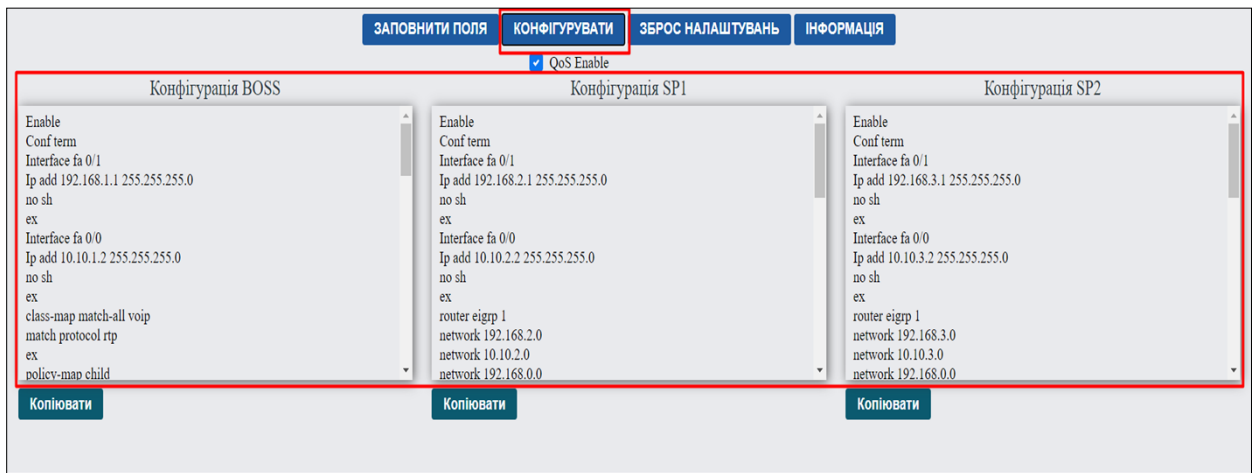 ЗАПОВНИТИ ПОЛЯ КОНФІГУРУВАТИ ЗБРОС НАЛАШТУВАНЬ ІНФОРМАЦІЯ
QoS Enable
Конфігурація BOSS
Enable
Conf term
Interface fa 0/1
Ip add 192.168.1.1 255.255.255.0
no sh
ex
Interface fa 0/0
Ip add 10.10.1.2 255.255.255.0
no sh
ex
class-map match-all voip
match protocol rtp
ex
policy-map child
Копіювати
Конфігурація SP1
Enable
Conf term
Interface fa 0/1
Ip add 192.168.2.1 255.255.255.0
no sh
ex
Interface fa 0/0
Ip add 10.10.2.2 255.255.255.0
no sh
ex
router eigrp 1
network 192.168.2.0
network 10.10.2.0
network 192.168.0.0
Копіювати
Конфігурація SP2
Enable
Conf term
Interface fa 0/1
Ip add 192.168.3.1 255.255.255.0
no sh
ex
Interface fa 0/0
Ip add 10.10.3.2 255.255.255.0
no sh
ex
router eigrp 1
network 192.168.3.0
network 10.10.3.0
network 192.168.0.0
Копіювати